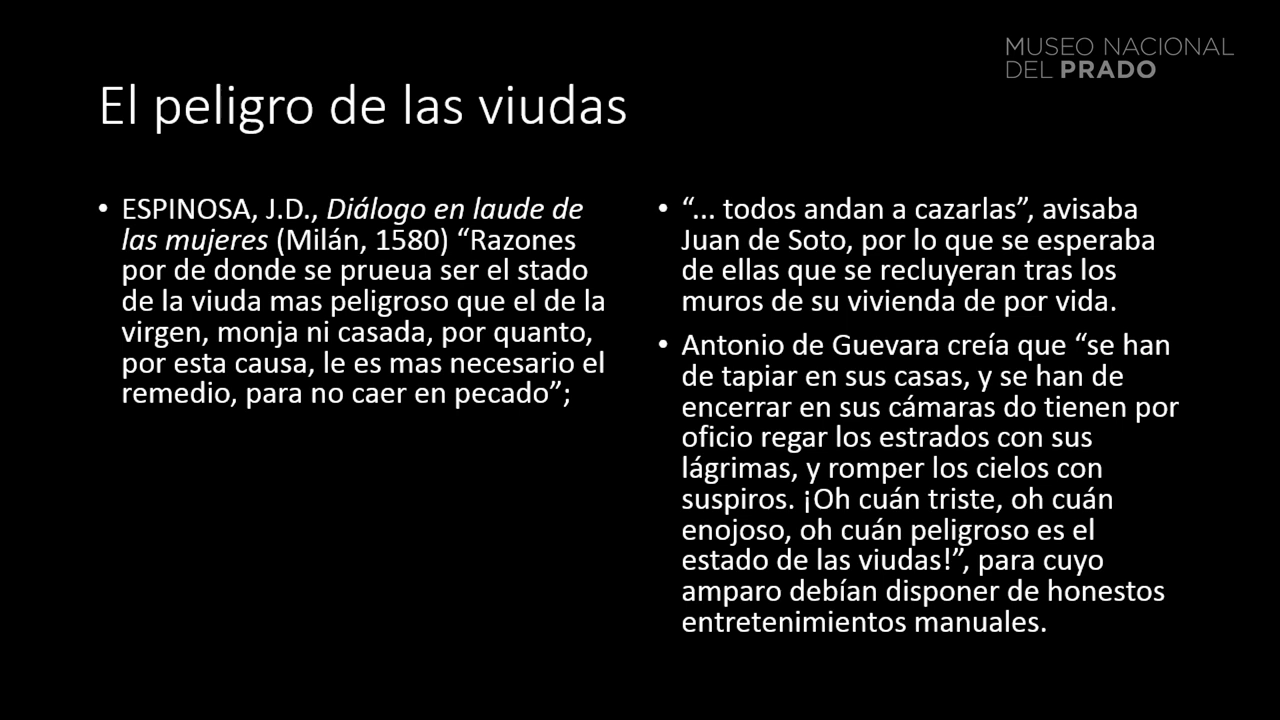 MUSEO NACIONAL
DEL PRADO
El peligro de las viudas
• ESPINOSA, J.D., Diálogo en laude de
las mujeres (Milán, 1580) “Razones
por de donde se prueua ser el stado
de la viuda mas peligroso que el de la
virgen, monja ni casada, por quanto,
por esta causa, le es mas necesario el
remedio, para no caer en pecado”;
• “... todos andan a cazarlas”, avisaba
Juan de Soto, por lo que se esperaba
de ellas que se recluyeran tras los
muros de su vivienda de por vida.
• Antonio de Guevara creía que “se han
de tapiar en sus casas, y se han de
encerrar en sus cámaras do tienen por
oficio regar los estrados con sus
lágrimas, y romper los cielos con
suspiros. ¡Oh cuán triste, oh cuán
enojoso, oh cuán peligroso es el
estado de las viudas!”, para cuyo
amparo debían disponer de honestos
entretenimientos manuales.